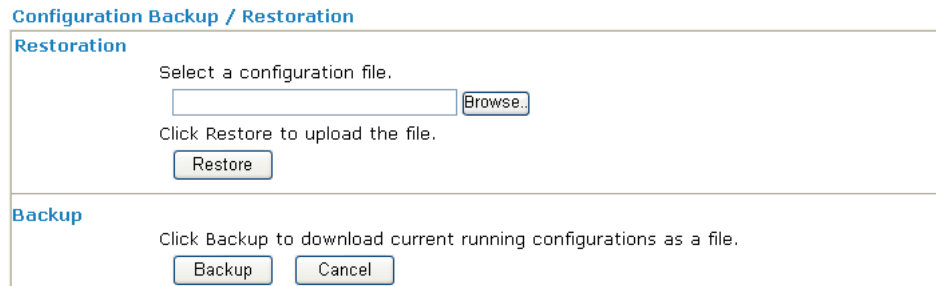 Configuration Backup / Restoration
Restoration
Select a configuration file.
Browse..
Click Restore to upload the file.
Restore
Backup
Click Backup to download current running configurations as a file.
Backup Cancel